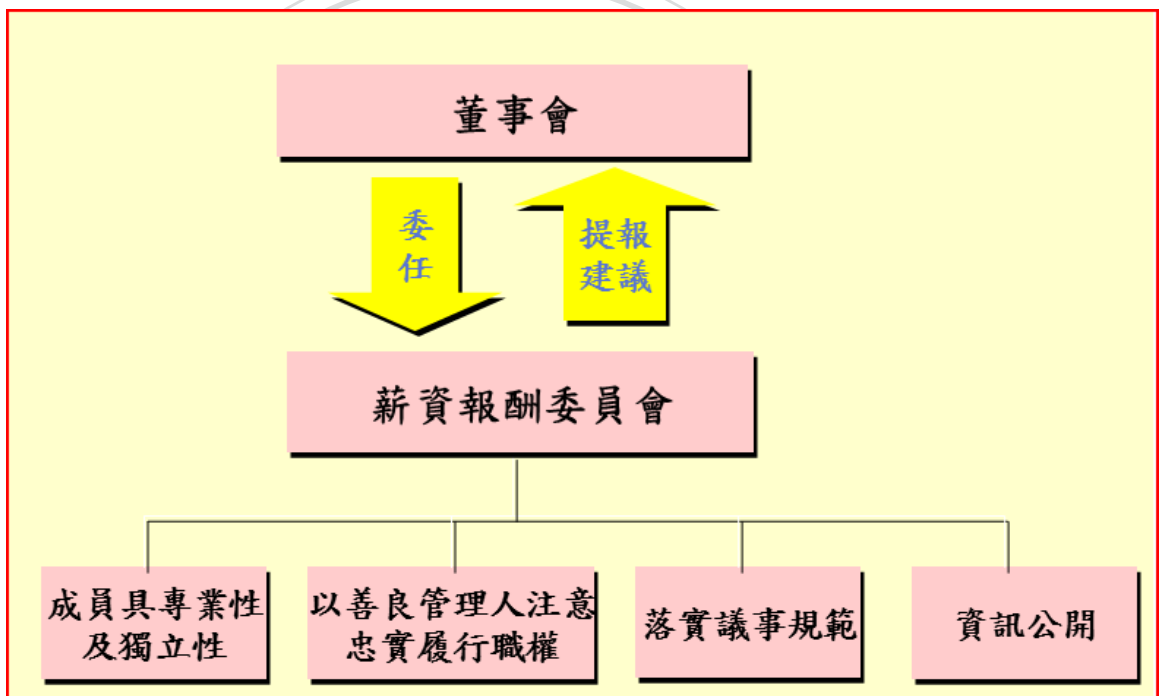 董事會
委
任
提報
建議
薪資報酬委員會
成員具專業性
及獨立性
以善良管理人注意
忠實履行職權
落實議事規範
資訊公開